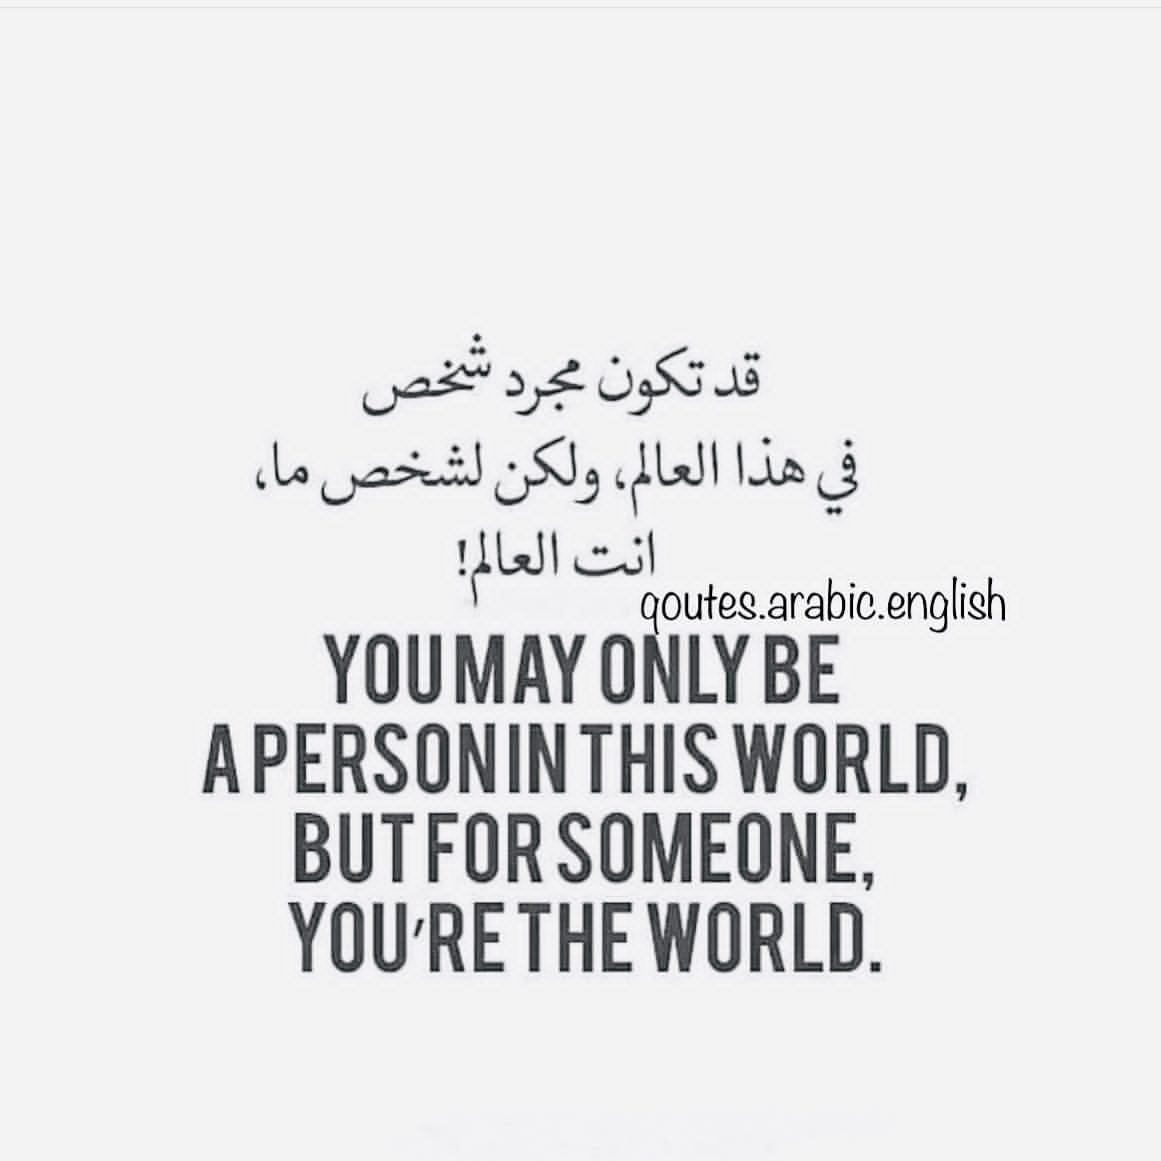 قد تكون مجرد شخص
في هذا العالم، ولكن لشخص ما،
انت العالم!
qoutes.arabic.english
YOU MAY ONLY BE
A PERSON IN THIS WORLD,
BUT FOR SOMEONE,
YOU'RE THE WORLD.